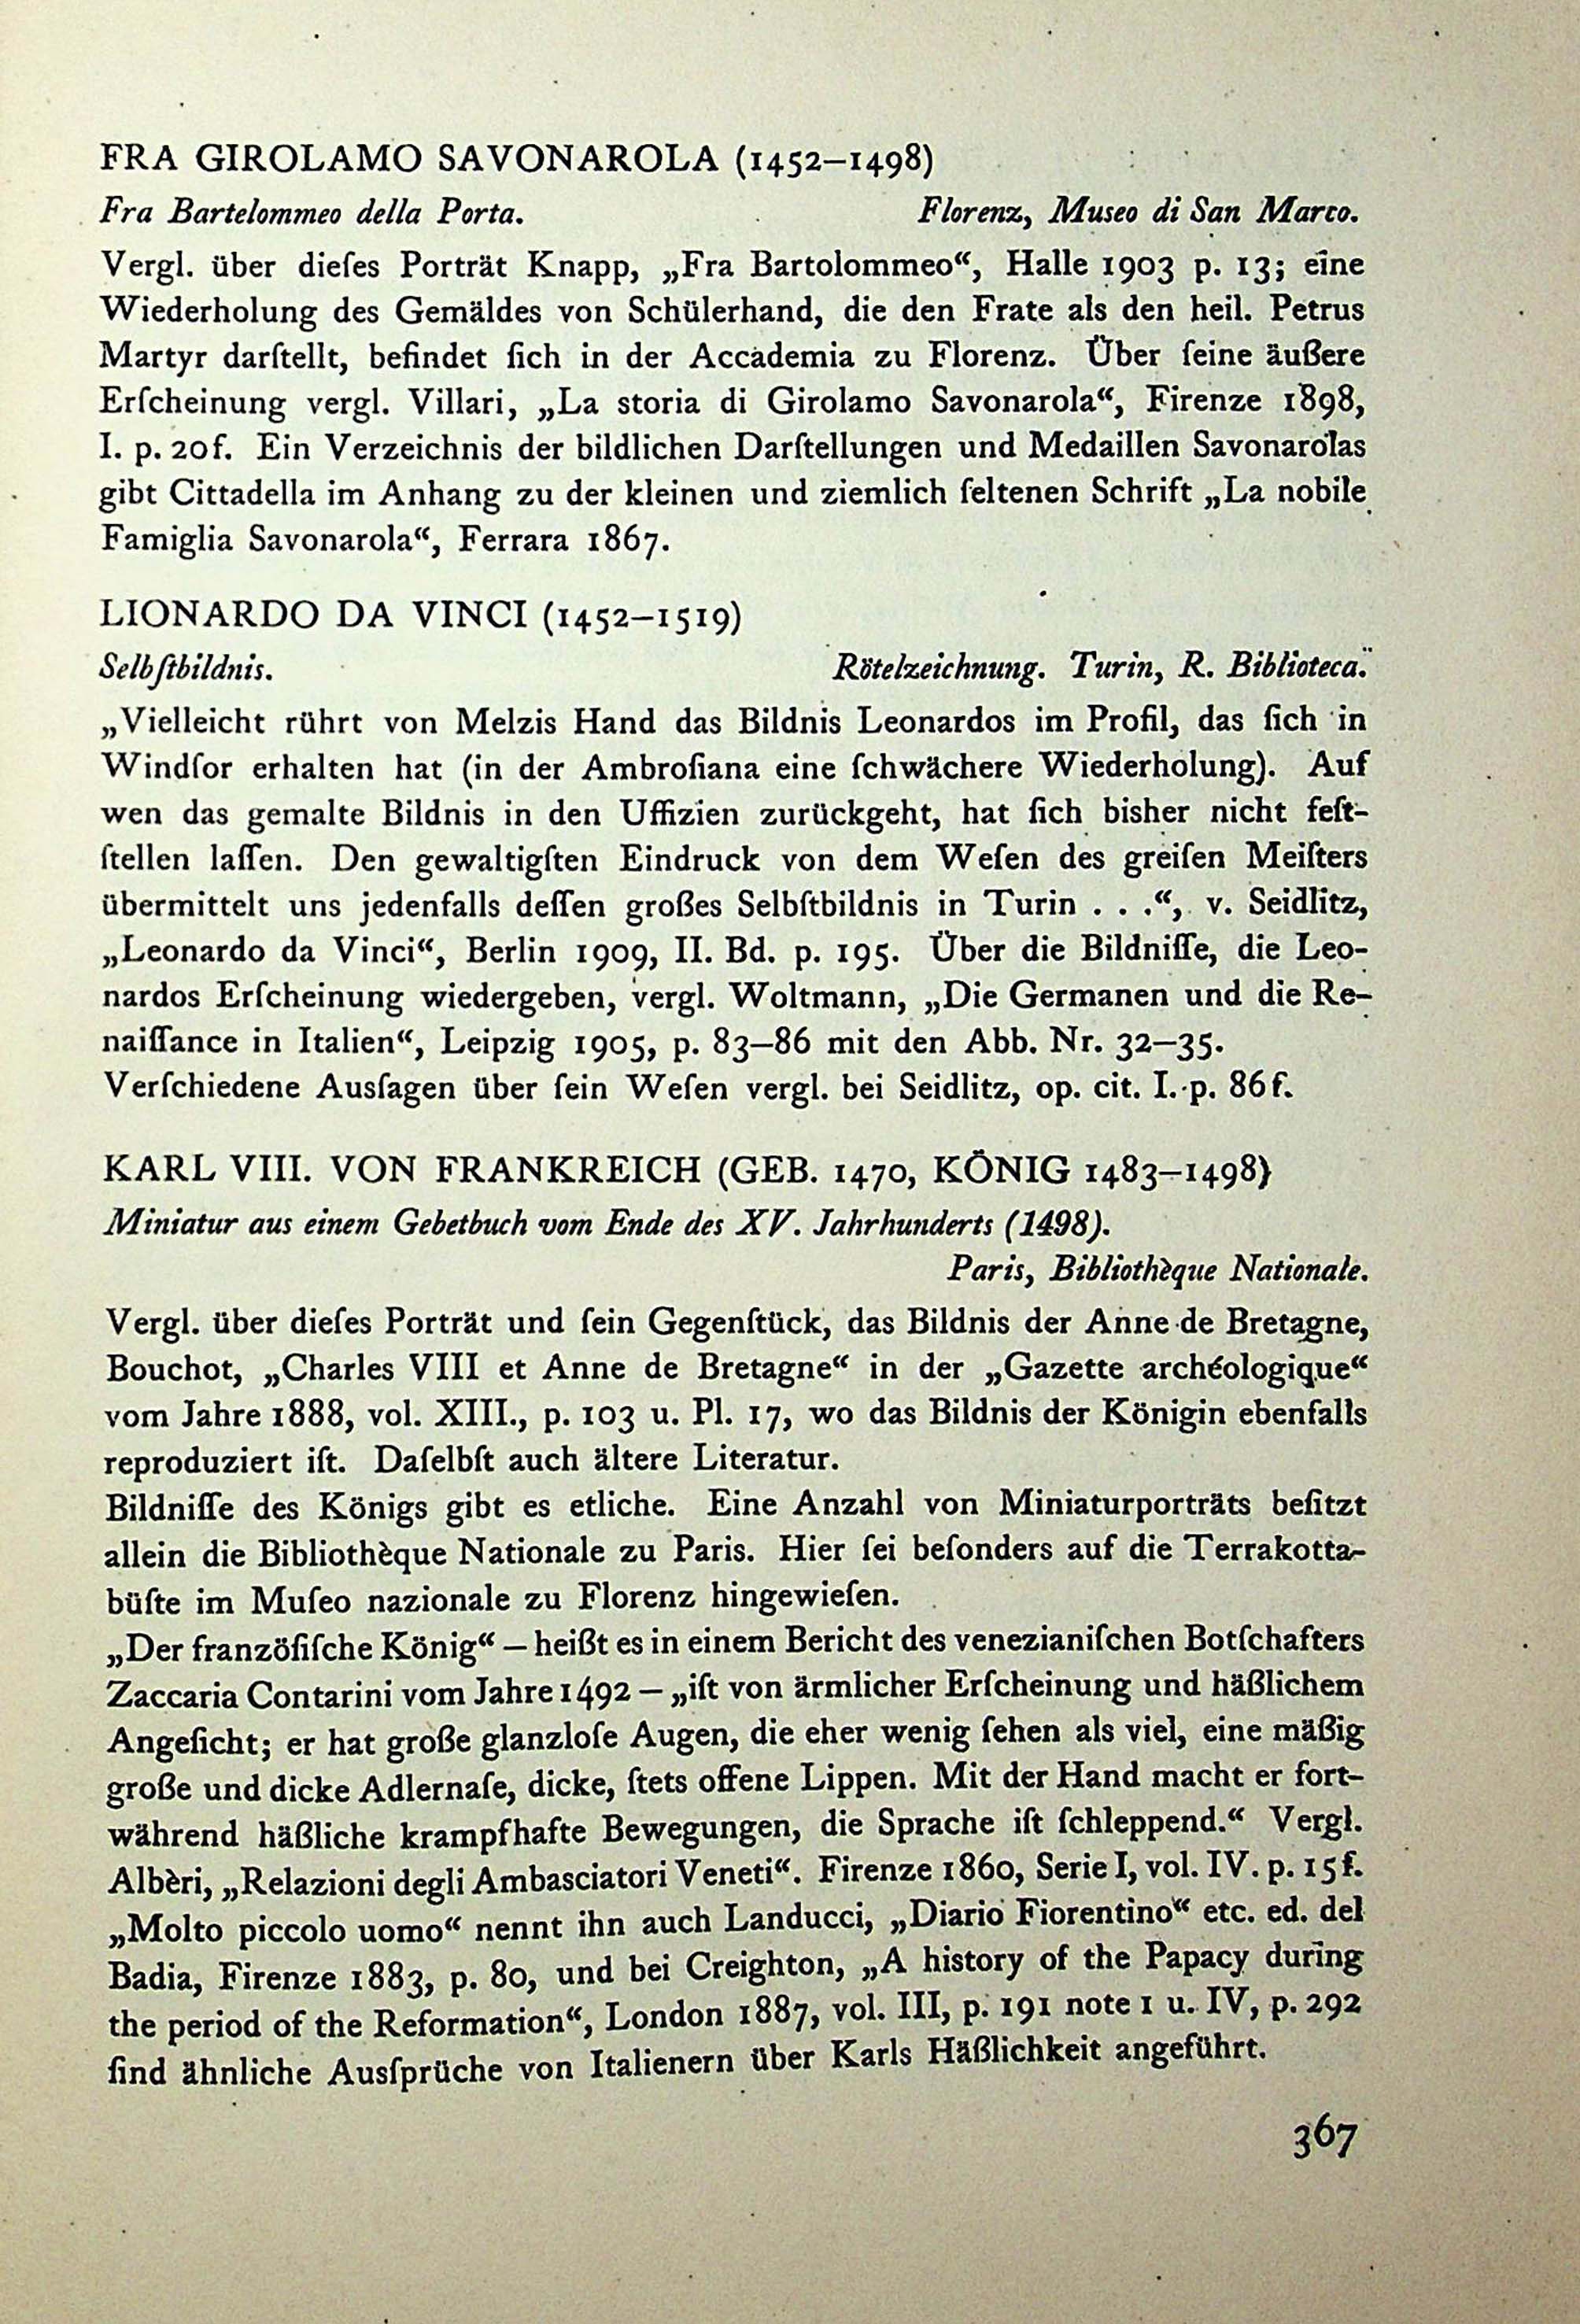 FRA GIROLAMO SAVONAROLA (1452–1498)
Fra Bartelommeo della Porta. Florenz, Museo di San Marco.
Vergl. über dieſes Porträt Knapp, „Fra Bartolommeo“, Halle 1903 p. 13; eine
Wiederholung des Gemäldes von Schülerhand, die den Frate als den heil. Petrus
Martyr darſtellt, befindet ſich in der Accademia zu Florenz. Über ſeine äußere
Erſcheinung vergl. Villari, „La storia di Girolamo Savonarola“, Firenze 1898,
I. p. 20f. Ein Verzeichnis der bildlichen Darſtellungen und Medaillen Savonarolas
gibt Cittadella im Anhang zu der kleinen und ziemlich ſeltenen Schrift „La nobile
Famiglia Savonarola“, Ferrara 1867.
LIONARDO DA VINCI (1452–1519)
Selbſtbildnis. Rötelzeichnung. Turin, R. Biblioteca.
„Vielleicht rührt von Melzis Hand das Bildnis Leonardos im Profil, das ſich in
Windſor erhalten hat (in der Ambroſiana eine ſchwächere Wiederholung). Auf
wen das gemalte Bildnis in den Uffizien zurückgeht, hat ſich bisher nicht feſt-
ſtellen laſſen. Den gewaltigſten Eindruck von dem Weſen des greiſen Meiſters
übermittelt uns jedenfalls deſſen großes Selbſtbildnis in Turin . . .“, v. Seidlitz,
„Leonardo da Vinci“, Berlin 1909, II. Bd. p. 195. Über die Bildniſſe, die Leo-
nardos Erſcheinung wiedergeben, vergl. Woltmann, „Die Germanen und die Re-
naiſſance in Italien“, Leipzig 1905, p. 83–86 mit den Abb. Nr. 32–35.
Verſchiedene Ausſagen über ſein Weſen vergl. bei Seidlitz, op. cit. I. p. 86f.
KARL VIII. VON FRANKREICH (GEB. 1470, KÖNIG 1483–1498)
Miniatur aus einem Gebetbuch vom Ende des XV. Jahrhunderts (1498).
Paris, Bibliothèque Nationale.
Vergl. über dieſes Porträt und ſein Gegenſtück, das Bildnis der Anne de Bretagne,
Bouchot, „Charles VIII et Anne de Bretagne“ in der „Gazette archéologique“
vom Jahre 1888, vol. XIII., p. 103 u. Pl. 17, wo das Bildnis der Königin ebenfalls
reproduziert iſt. Daſelbſt auch ältere Literatur.
Bildniſſe des Königs gibt es etliche. Eine Anzahl von Miniaturporträts beſitzt
allein die Bibliothèque Nationale zu Paris. Hier ſei beſonders auf die Terrakotta-
büſte im Muſeo nazionale zu Florenz hingewieſen.
„Der franzöſiſche König“ – heißt es in einem Bericht des venezianiſchen Botſchafters
Zaccaria Contarini vom Jahre 1492 – „iſt von ärmlicher Erſcheinung und häßlichem
Angeſicht; er hat große glanzloſe Augen, die eher wenig ſehen als viel, eine mäßig
große und dicke Adlernaſe, dicke, ſtets offene Lippen. Mit der Hand macht er fort-
während häßliche krampfhafte Bewegungen, die Sprache iſt ſchleppend.“ Vergl.
Albèri, „Relazioni degli Ambasciatori Veneti“. Firenze 1860, Serie I, vol. IV. p. 15f.
„Molto piccolo uomo“ nennt ihn auch Landucci, „Diario Fiorentino“ etc. ed. del
Badia, Firenze 1883, p. 80, und bei Creighton, „A history of the Papacy during
the period of the Reformation“, London 1887, vol. III, p. 191 note 1 u. IV, p. 292
ſind ähnliche Ausſprüche von Italienern über Karls Häßlichkeit angeführt.
367